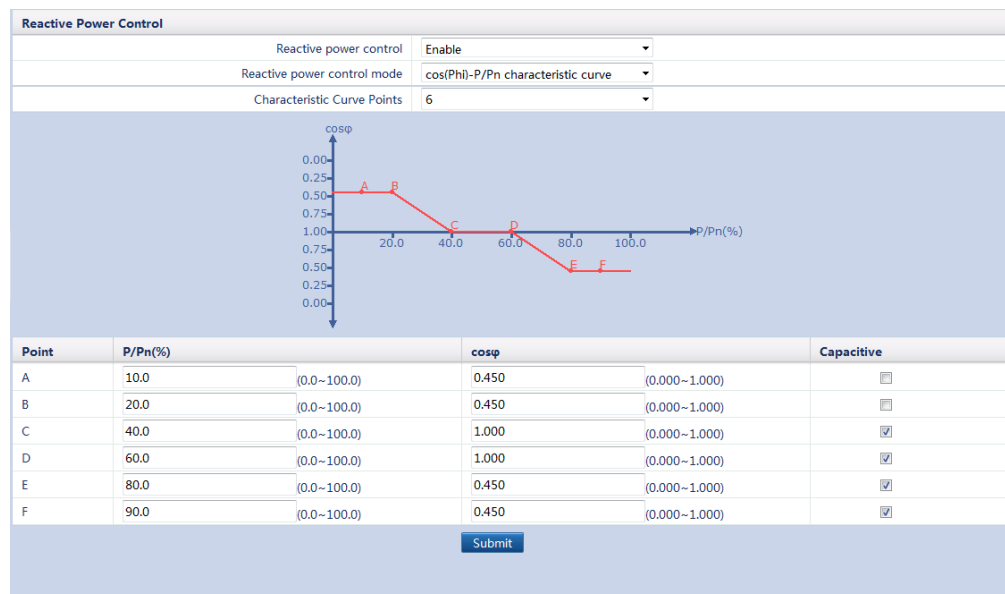 Reactive Power Control
Reactive power control Enable
Reactive power control mode cos(Phi)-P/Pn characteristic curve
Characteristic Curve Points 6
cosφ
0.00
0.25
A B
0.50
0.75
C D
1.00 P/Pn(%)
20.0 40.0 60.0 80.0 100.0
0.75
E F
0.50
0.25
0.00
Point P/Pn(%) cosφ Capacitive
A 10.0 (0.0~100.0) 0.450 (0.000~1.000)
B 20.0 (0.0~100.0) 0.450 (0.000~1.000)
C 40.0 (0.0~100.0) 1.000 (0.000~1.000)
D 60.0 (0.0~100.0) 1.000 (0.000~1.000)
E 80.0 (0.0~100.0) 0.450 (0.000~1.000)
F 90.0 (0.0~100.0) 0.450 (0.000~1.000)
Submit